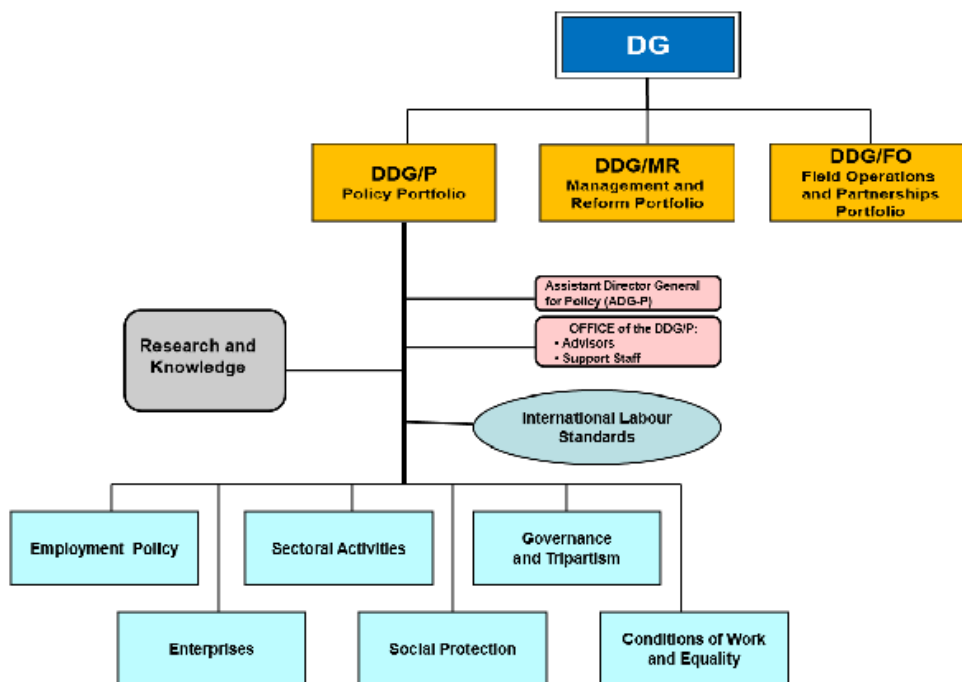 DG
DDG/P
Policy Portfolio
DDG/MR
Management and
Reform Portfolio
DDG/FO
Field Operations
and Partnerships
Portfolio
Assistant Director General
for Policy (ADG-P)
OFFICE of the DDG/P:
• Advisors
• Support Staff
Research and
Knowledge
International Labour
Standards
Employment Policy
Sectoral Activities
Governance
and Tripartism
Enterprises
Social Protection
Conditions of Work
and Equality